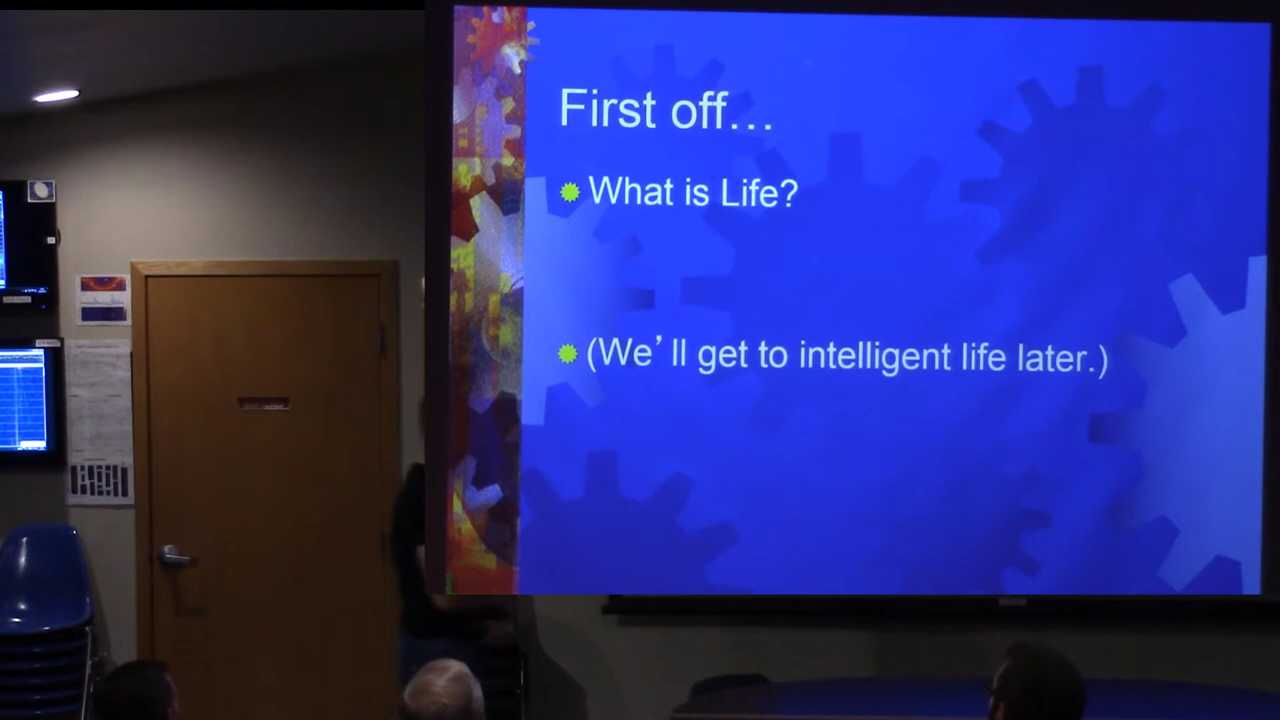 First off…
What is Life?
(We’ll get to intelligent life later.)